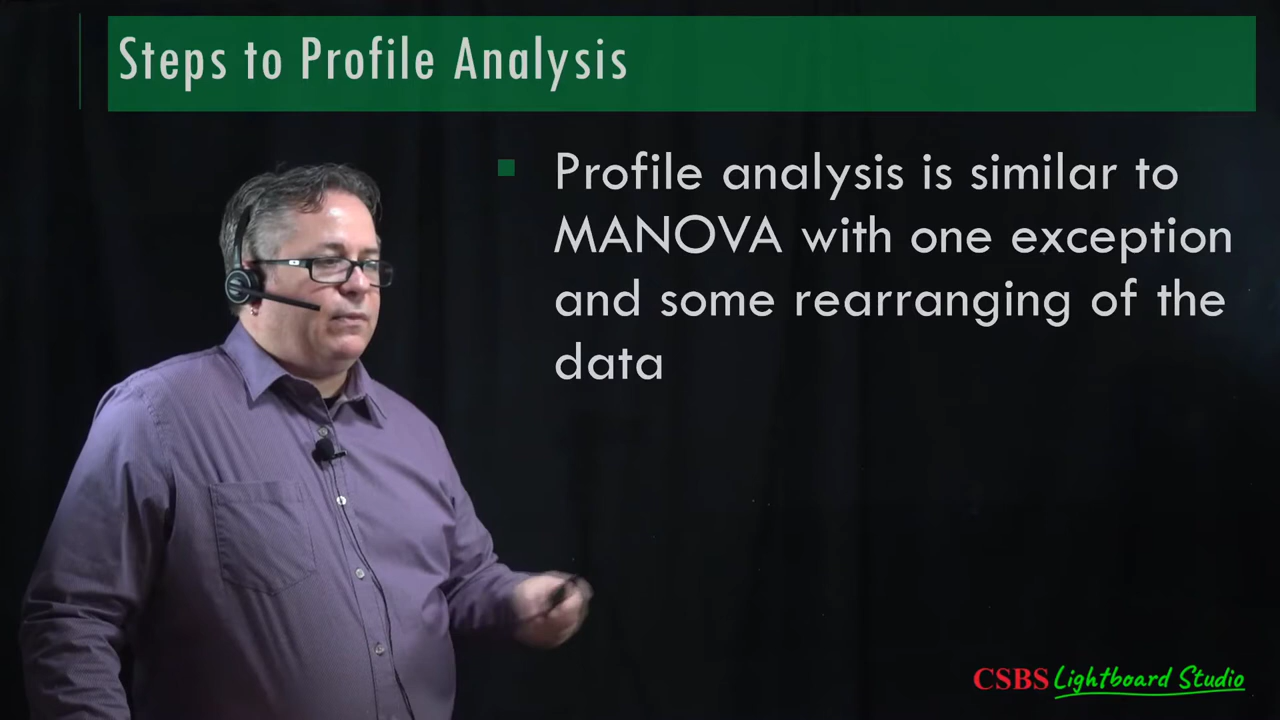 Steps to Profile Analysis
Profile analysis is similar to
MANOVA with one exception
and some rearranging of the
data
CSBS Lightboard Studio